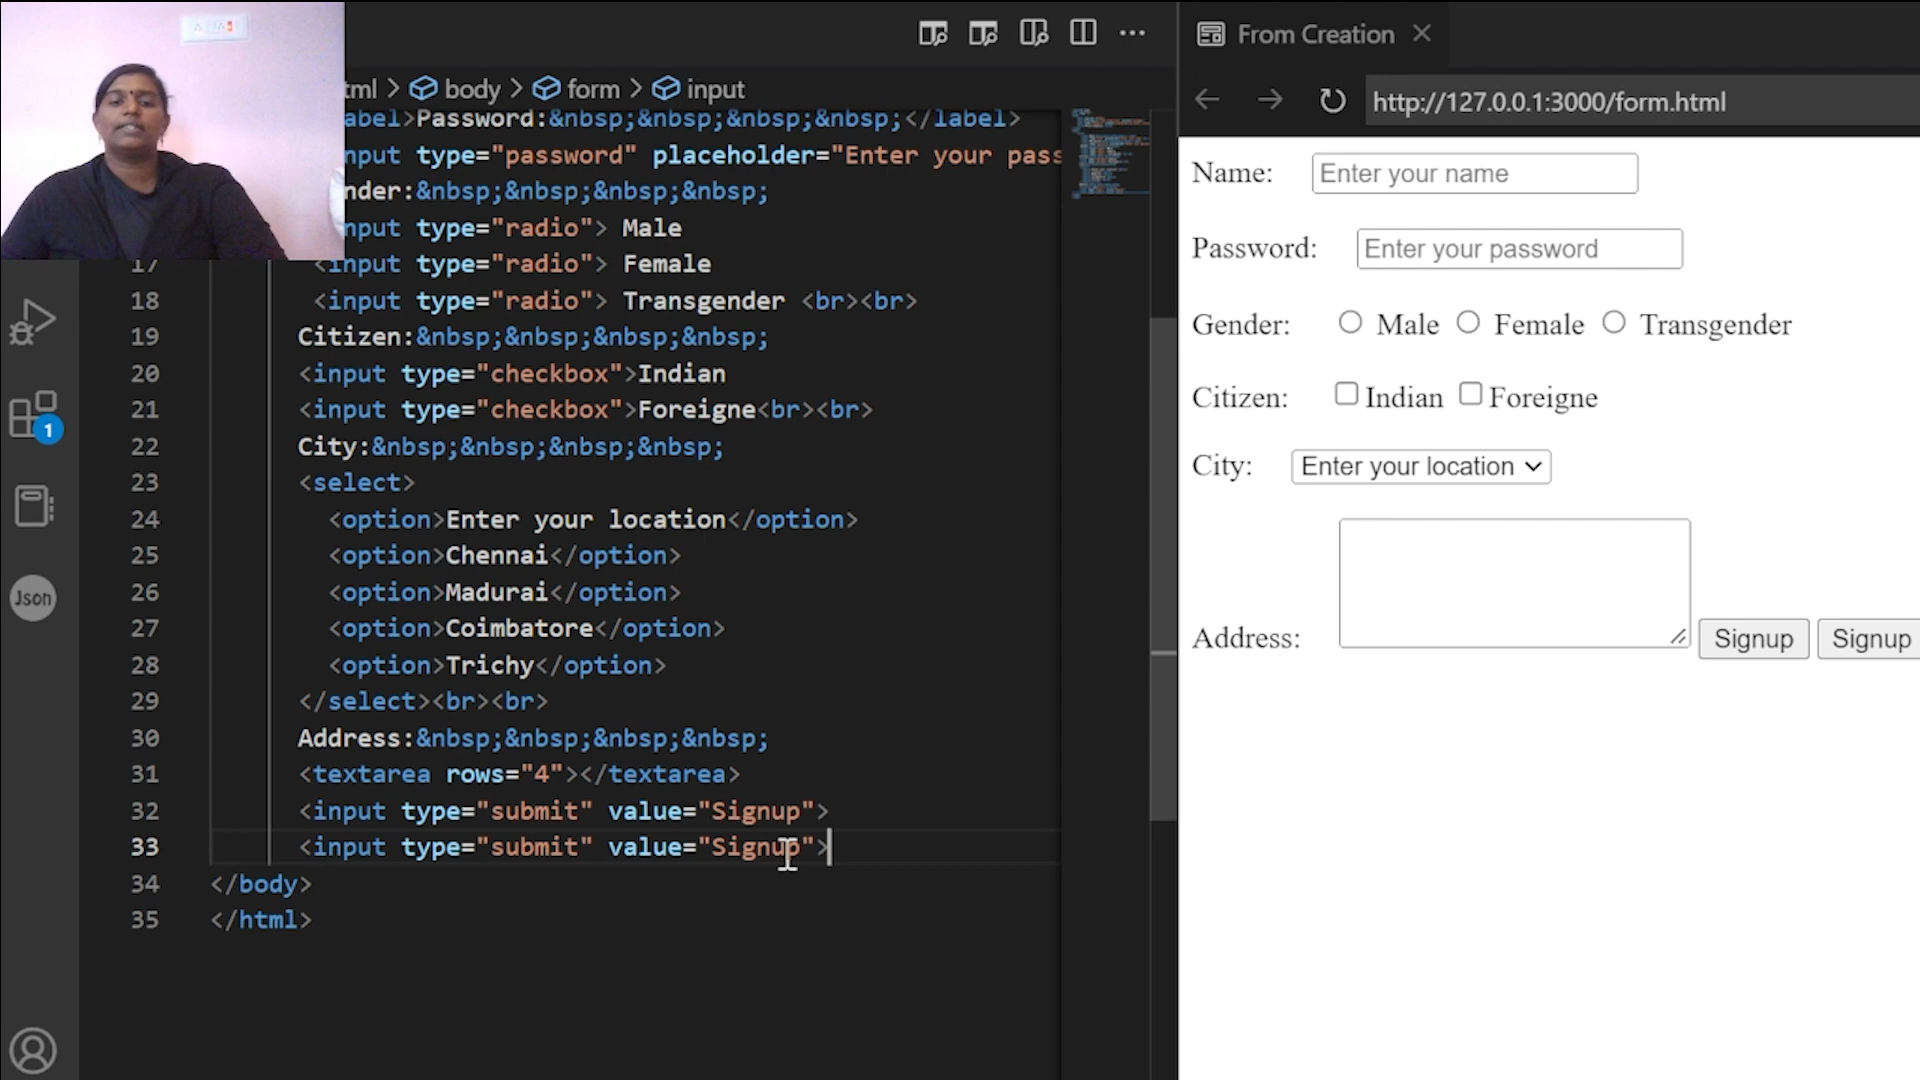 From Creation
tml > body > form > input
http://127.0.0.1:3000/form.html
abel>Password:&nbsp;&nbsp;&nbsp;&nbsp;</label>
nput type="password" placeholder="Enter your pass
nder:&nbsp;&nbsp;&nbsp;&nbsp;
nput type="radio"> Male
17 <input type="radio"> Female
18 <input type="radio"> Transgender <br><br>
19 Citizen:&nbsp;&nbsp;&nbsp;&nbsp;
20 <input type="checkbox">Indian
21 <input type="checkbox">Foreigne<br><br>
22 City:&nbsp;&nbsp;&nbsp;&nbsp;
23 <select>
24 <option>Enter your location</option>
25 <option>Chennai</option>
26 <option>Madurai</option>
27 <option>Coimbatore</option>
28 <option>Trichy</option>
29 </select><br><br>
30 Address:&nbsp;&nbsp;&nbsp;&nbsp;
31 <textarea rows="4"></textarea>
32 <input type="submit" value="Signup">
33 <input type="submit" value="Signup">
34 </body>
35 </html>
1
Json
Name: Enter your name
Password: Enter your password
Gender: Male Female Transgender
Citizen: Indian Foreigne
City: Enter your location
Address: Signup Signup